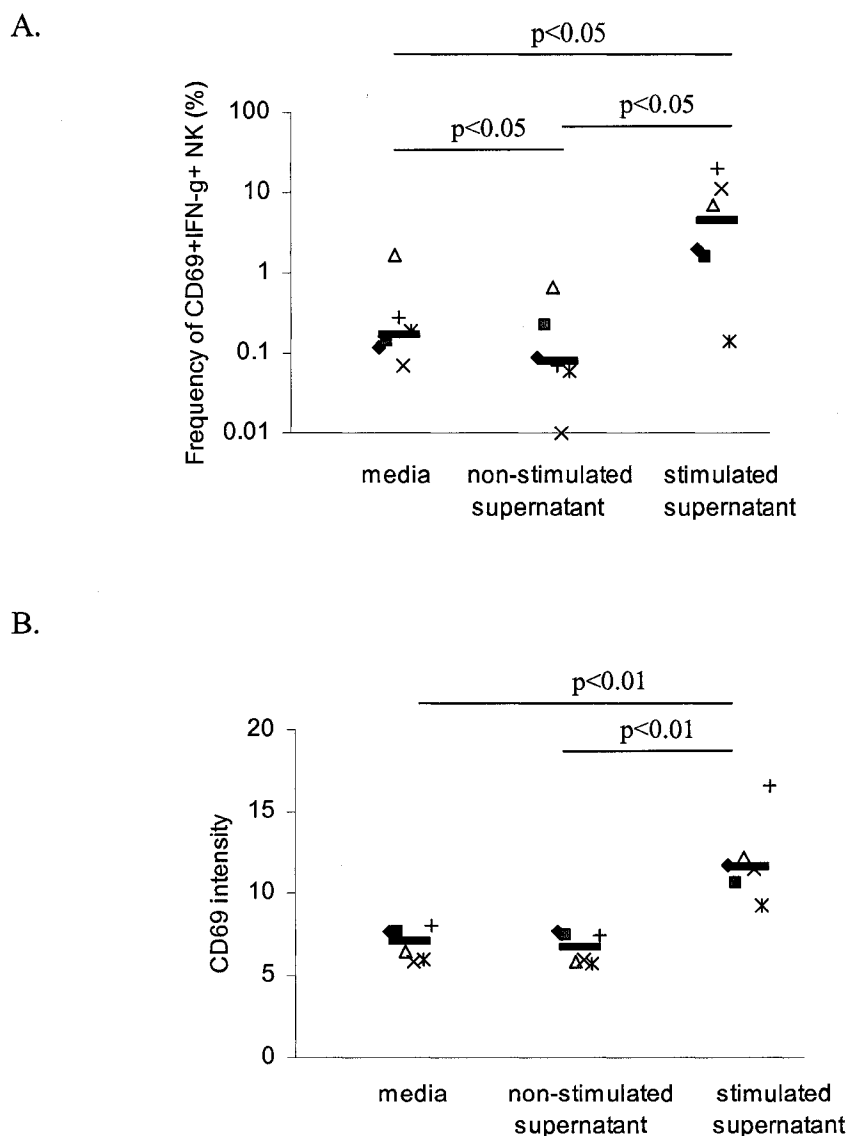 A.
p<0.05
p<0.05
p<0.05
Frequency of CD69+IFN-g+ NK (%)
100
10
1
0.1
0.01
media
non-stimulated
supernatant
stimulated
supernatant
B.
p<0.01
p<0.01
CD69 intensity
20
15
10
5
0
media
non-stimulated
supernatant
stimulated
supernatant